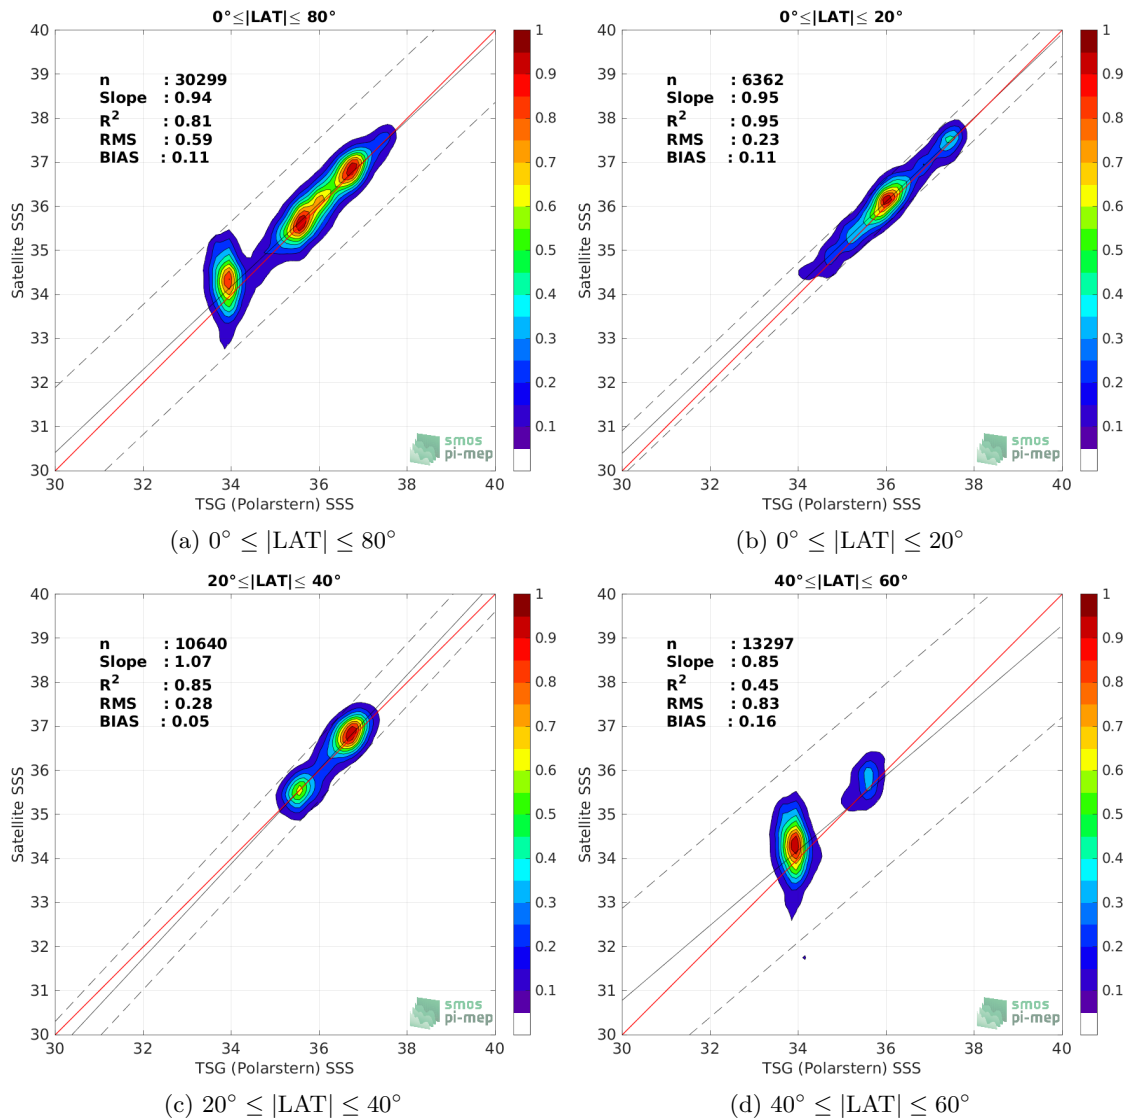 0°≤|LAT|≤ 80°
n : 30299
Slope : 0.94
R² : 0.81
RMS : 0.59
BIAS : 0.11
40
39
38
37
36
35
34
33
32
31
30
30 32 34 36 38 40
Satellite SSS
TSG (Polarstern) SSS
1
0.9
0.8
0.7
0.6
0.5
0.4
0.3
0.2
0.1
smos
pi-mep
(a) 0° ≤ |LAT| ≤ 80°
0°≤|LAT|≤ 20°
n : 6362
Slope : 0.95
R² : 0.95
RMS : 0.23
BIAS : 0.11
40
39
38
37
36
35
34
33
32
31
30
30 32 34 36 38 40
Satellite SSS
TSG (Polarstern) SSS
1
0.9
0.8
0.7
0.6
0.5
0.4
0.3
0.2
0.1
smos
pi-mep
(b) 0° ≤ |LAT| ≤ 20°
20°≤|LAT|≤ 40°
n : 10640
Slope : 1.07
R² : 0.85
RMS : 0.28
BIAS : 0.05
40
39
38
37
36
35
34
33
32
31
30
30 32 34 36 38 40
Satellite SSS
TSG (Polarstern) SSS
1
0.9
0.8
0.7
0.6
0.5
0.4
0.3
0.2
0.1
smos
pi-mep
(c) 20° ≤ |LAT| ≤ 40°
40°≤|LAT|≤ 60°
n : 13297
Slope : 0.85
R² : 0.45
RMS : 0.83
BIAS : 0.16
40
39
38
37
36
35
34
33
32
31
30
30 32 34 36 38 40
Satellite SSS
TSG (Polarstern) SSS
1
0.9
0.8
0.7
0.6
0.5
0.4
0.3
0.2
0.1
smos
pi-mep
(d) 40° ≤ |LAT| ≤ 60°